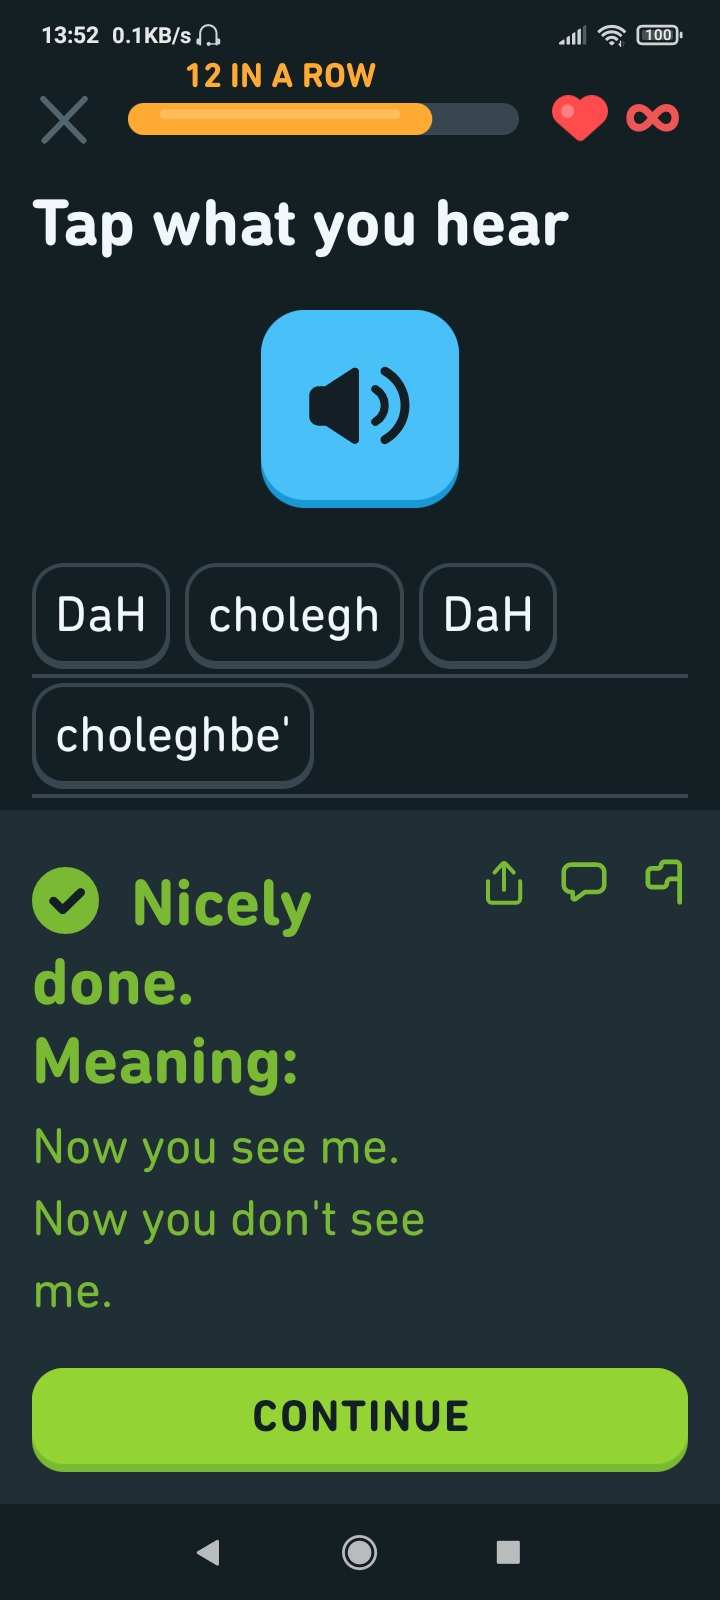 13:52 0.1KB/s 100
12 IN A ROW
Tap what you hear
DaH cholegh DaH
choleghbe'
Nicely
done.
Meaning:
Now you see me.
Now you don't see
me.
CONTINUE